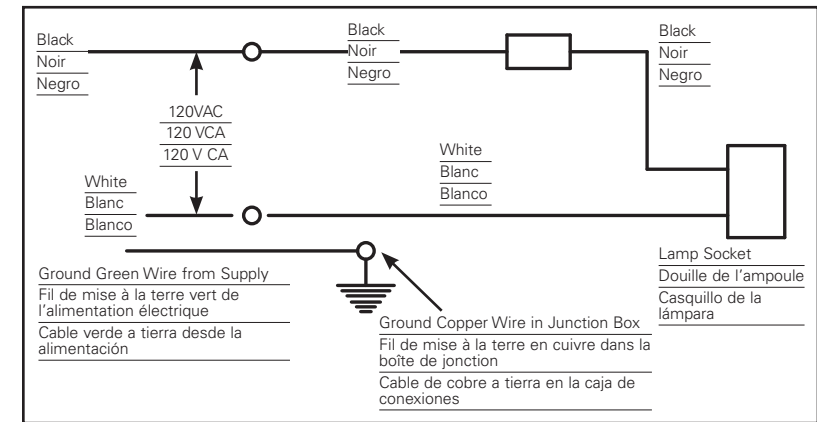 Black
Noir
Negro
120VAC
120 VCA
120 V CA
Black
Noir
Negro
Black
Noir
Negro
White
Blanc
Blanco
White
Blanc
Blanco
Ground Green Wire from Supply
Fil de mise à la terre vert de
l'alimentation électrique
Cable verde a tierra desde la
alimentación
Ground Copper Wire in Junction Box
Fil de mise à la terre en cuivre dans la
boîte de jonction
Cable de cobre a tierra en la caja de
conexiones
Lamp Socket
Douille de l'ampoule
Casquillo de la
lámpara